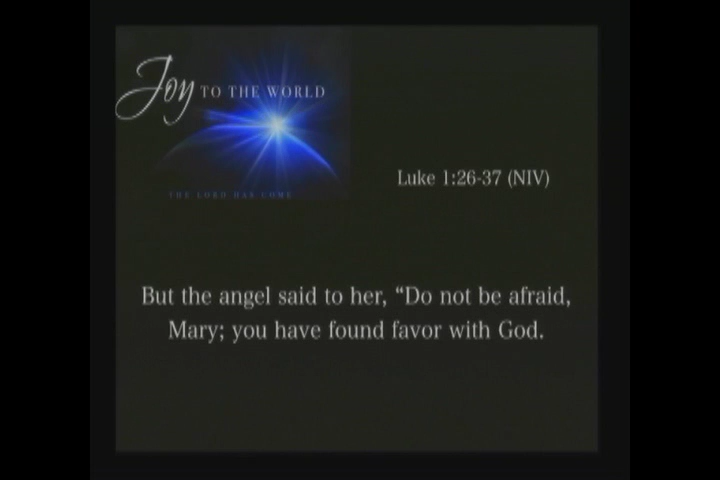 Joy TO THE WORLD
THE LORD HAS COME
Luke 1:26-37 (NIV)
But the angel said to her, “Do not be afraid,
Mary; you have found favor with God.